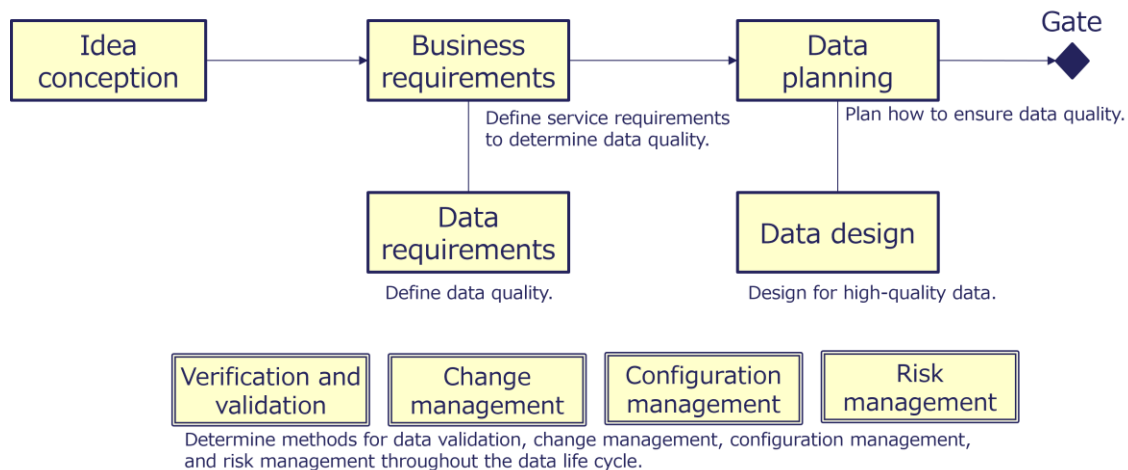 Idea
conception
Business
requirements
Data
planning
Gate
Define service requirements
to determine data quality.
Plan how to ensure data quality.
Data
requirements
Data design
Define data quality.
Design for high-quality data.
Verification and
validation
Change
management
Configuration
management
Risk
management
Determine methods for data validation, change management, configuration management,
and risk management throughout the data life cycle.